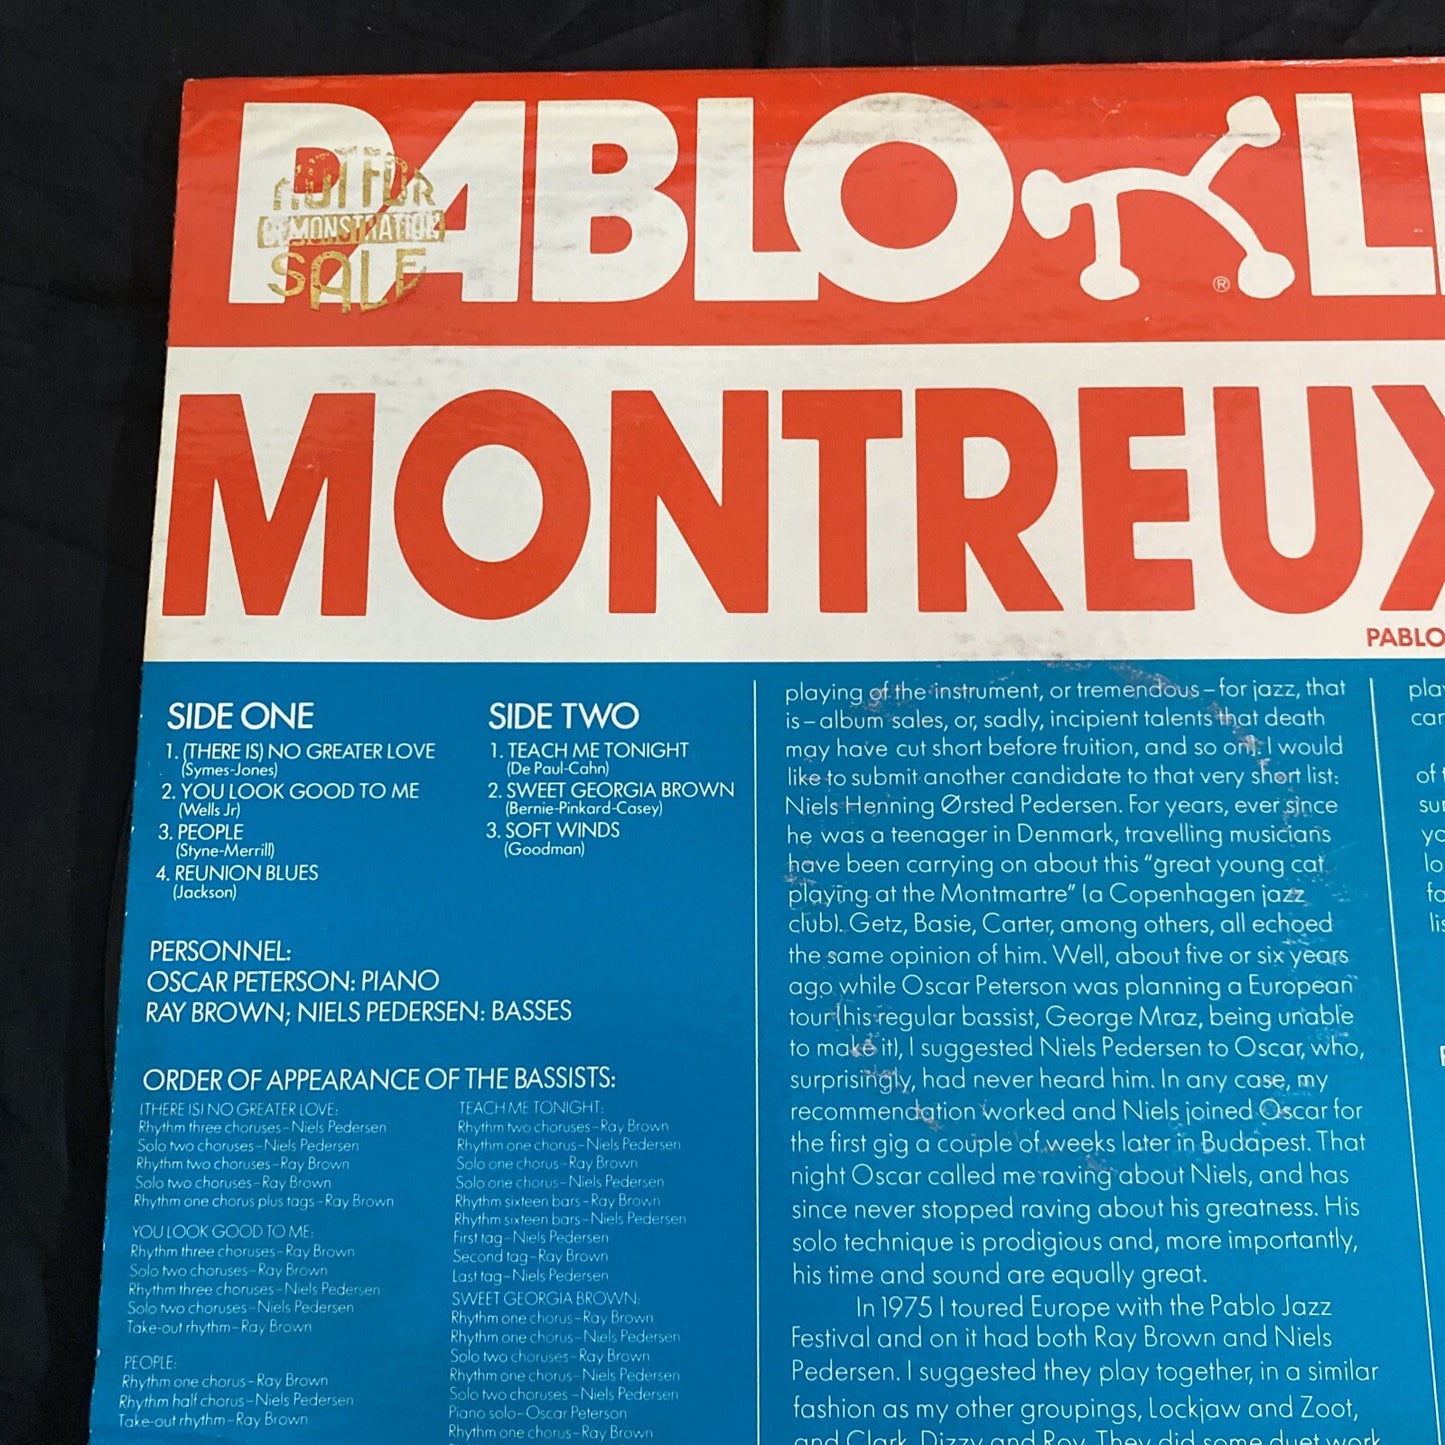 PABLO
NOT FOR
DEMONSTRATION
SALE
®
MONTREUX
PABLO
SIDE ONE
1. (THERE IS) NO GREATER LOVE
(Symes-Jones)
2. YOU LOOK GOOD TO ME
(Wells Jr)
3. PEOPLE
(Styne-Merrill)
4. REUNION BLUES
(Jackson)
SIDE TWO
1. TEACH ME TONIGHT
(De Paul-Cahn)
2. SWEET GEORGIA BROWN
(Bernie-Pinkard-Casey)
3. SOFT WINDS
(Goodman)
PERSONNEL:
OSCAR PETERSON: PIANO
RAY BROWN; NIELS PEDERSEN: BASSES
ORDER OF APPEARANCE OF THE BASSISTS:
(THERE IS) NO GREATER LOVE:
Rhythm three choruses–Niels Pedersen
Solo two choruses–Niels Pedersen
Rhythm two choruses–Ray Brown
Solo two choruses–Ray Brown
Rhythm one chorus plus tags–Ray Brown
YOU LOOK GOOD TO ME:
Rhythm three choruses–Ray Brown
Solo two choruses–Ray Brown
Rhythm three choruses–Niels Pedersen
Solo two choruses–Niels Pedersen
Take-out rhythm–Ray Brown
PEOPLE:
Rhythm one chorus–Ray Brown
Rhythm half chorus–Niels Pedersen
Take-out rhythm–Ray Brown
TEACH ME TONIGHT:
Rhythm two choruses–Ray Brown
Rhythm one chorus–Niels Pedersen
Solo one chorus–Ray Brown
Solo one chorus–Niels Pedersen
Rhythm sixteen bars–Ray Brown
Rhythm sixteen bars–Niels Pedersen
First tag–Niels Pedersen
Second tag–Ray Brown
Last tag–Niels Pedersen
SWEET GEORGIA BROWN:
Rhythm one chorus–Ray Brown
Rhythm one chorus–Niels Pedersen
Solo two choruses–Ray Brown
Rhythm one chorus–Niels Pedersen
Solo two choruses–Niels Pedersen
Piano solo–Oscar Peterson
Rhythm one chorus–Ray Brown
playing of the instrument, or tremendous–for jazz, that
is–album sales, or, sadly, incipient talents that death
may have cut short before fruition, and so on. I would
like to submit another candidate to that very short list:
Niels Henning Ørsted Pedersen. For years, ever since
he was a teenager in Denmark, travelling musicians
have been carrying on about this "great young cat
playing at the Montmartre" (a Copenhagen jazz
club). Getz, Basie, Carter, among others, all echoed
the same opinion of him. Well, about five or six years
ago while Oscar Peterson was planning a European
tour (his regular bassist, George Mraz, being unable
to make it), I suggested Niels Pedersen to Oscar, who,
surprisingly, had never heard him. In any case, my
recommendation worked and Niels joined Oscar for
the first gig a couple of weeks later in Budapest. That
night Oscar called me raving about Niels, and has
since never stopped raving about his greatness. His
solo technique is prodigious and, more importantly,
his time and sound are equally great.
In 1975 I toured Europe with the Pablo Jazz
Festival and on it had both Ray Brown and Niels
Pedersen. I suggested they play together, in a similar
fashion as my other groupings, Lockjaw and Zoot,
and Clark, Dizzy and Roy. They did some duet work